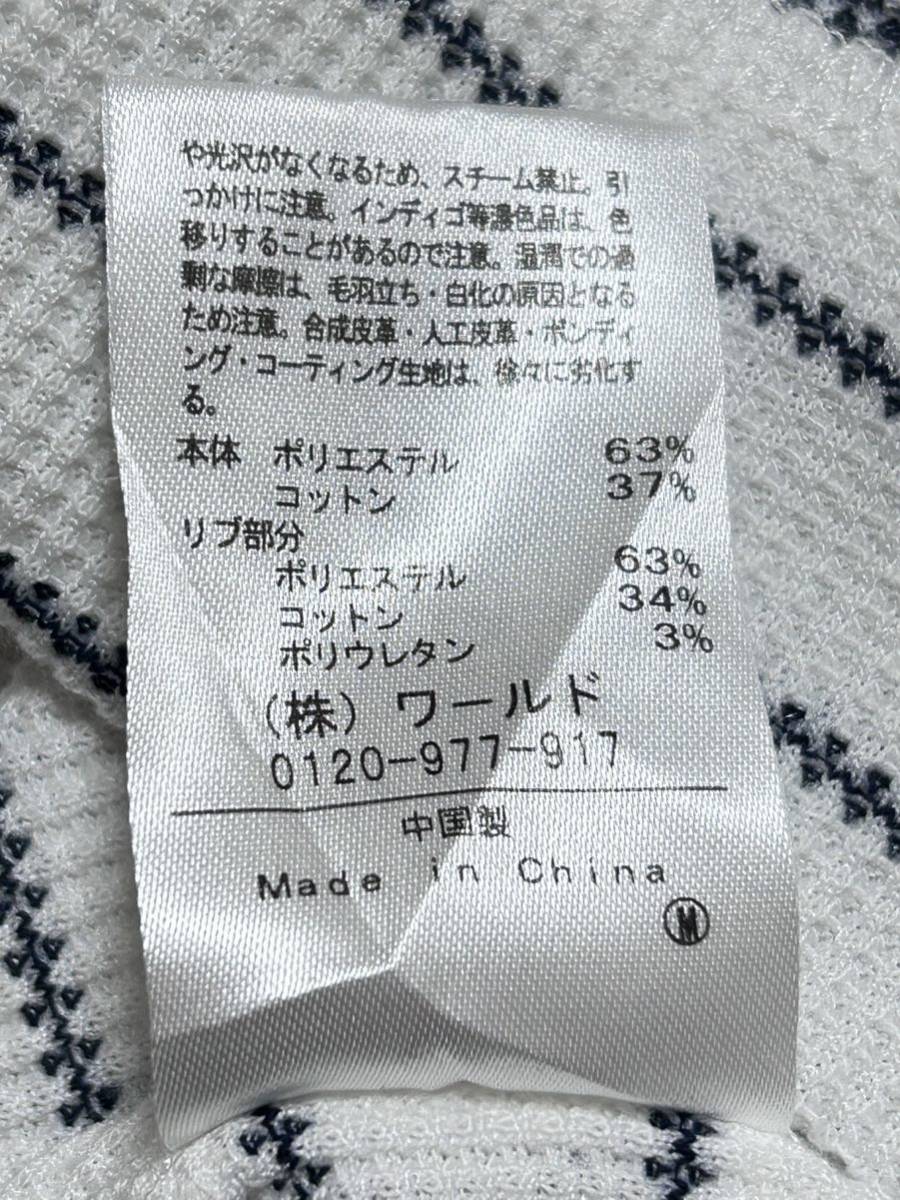 や光沢がなくなるため、スチーム禁止。引
っかけに注意。インディゴ等濃色品は、色
移りすることがあるので注意。湿潤での過
剰な摩擦は、毛羽立ち・白化の原因となる
ため注意。合成皮革・人工皮革・ボンディ
ング・コーティング生地は、徐々に劣化す
る。
本体 ポリエステル 63%
コットン 37%
リブ部分
ポリエステル 63%
コットン 34%
ポリウレタン 3%
(株) ワールド
0120-977-917
中国製
Made in China
Ⓜ